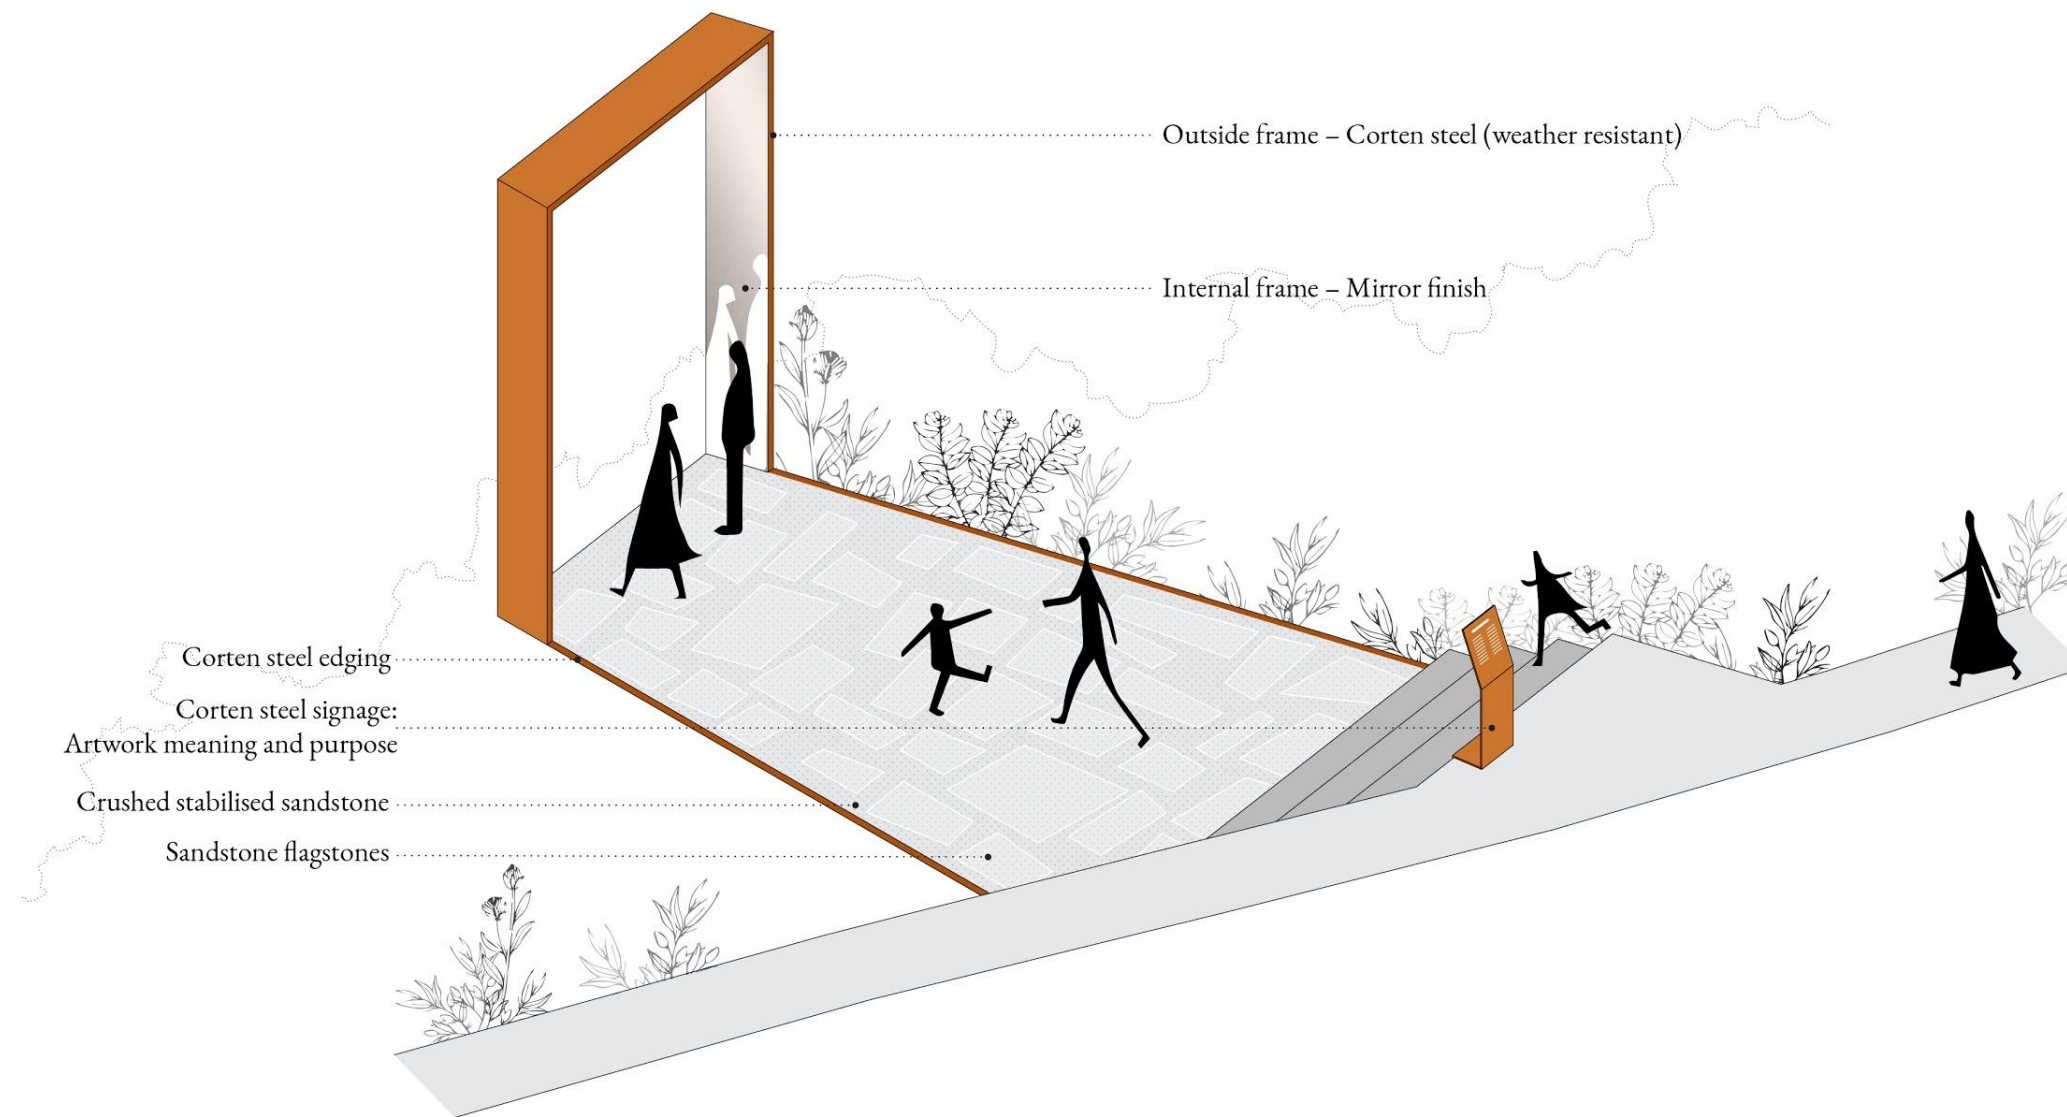 Outside frame – Corten steel (weather resistant)
Internal frame – Mirror finish
Corten steel edging
Corten steel signage:
Artwork meaning and purpose
Crushed stabilised sandstone
Sandstone flagstones